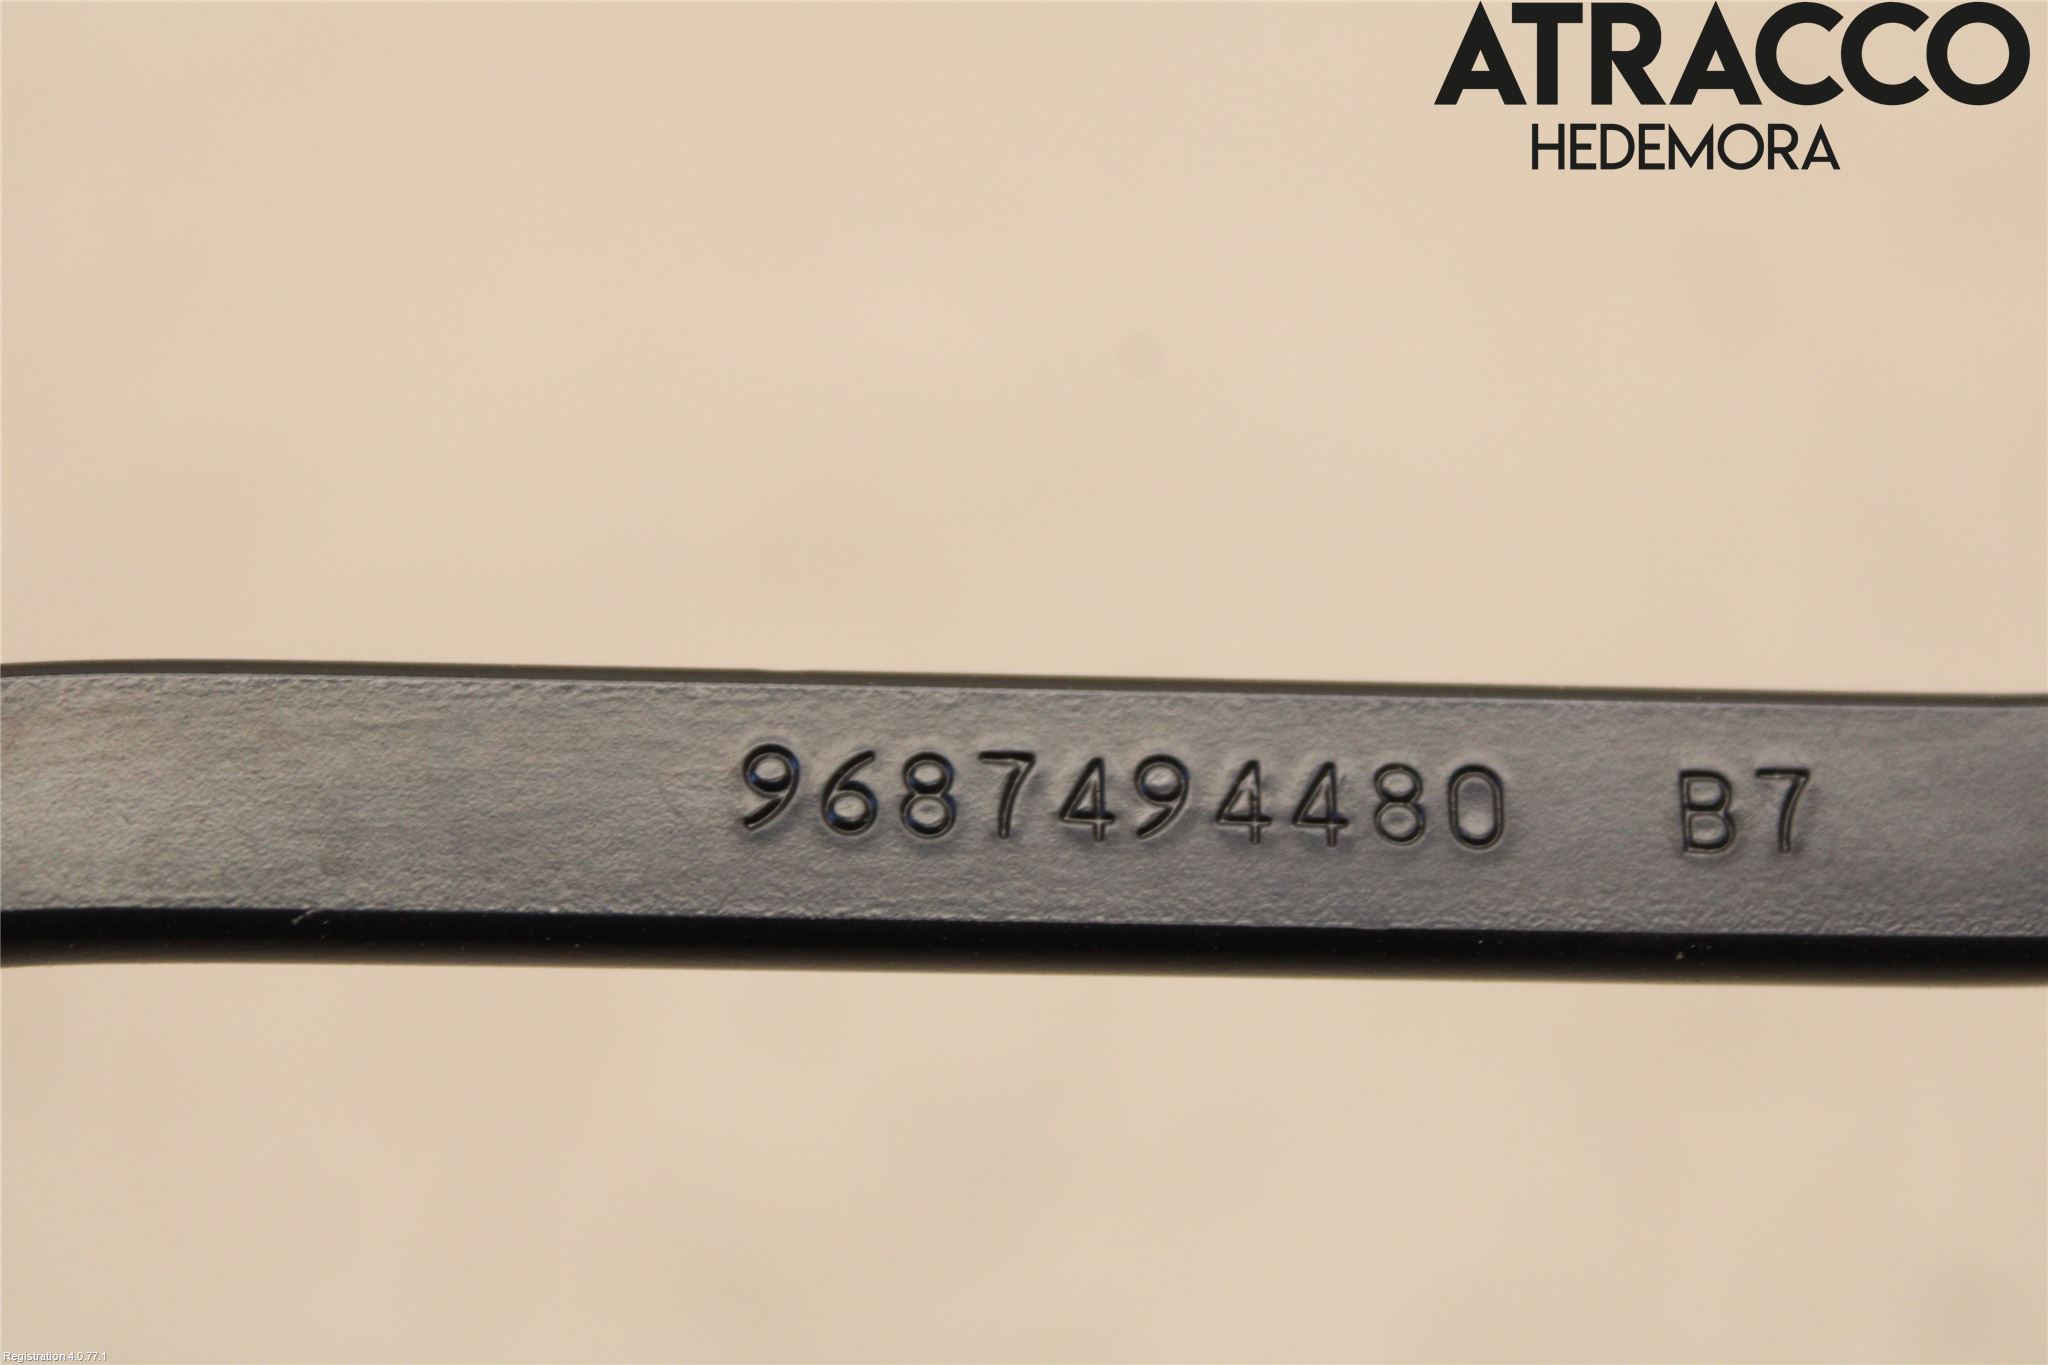 ATRACCO
HEDEMORA
9687494480 B7
Registration 4.0.77.1